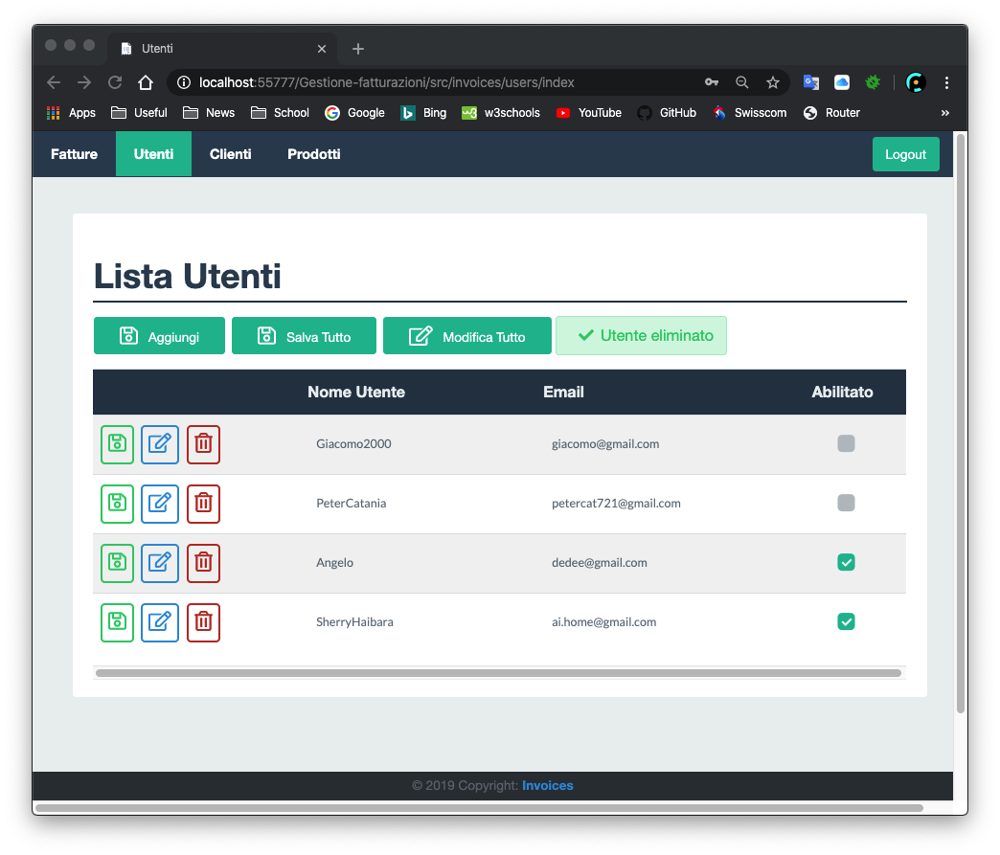 Utenti
localhost:55777/Gestione-fatturazioni/src/invoices/users/index
Apps Useful News School Google Bing w3schools YouTube GitHub Swisscom Router »
Fatture Utenti Clienti Prodotti Logout
Lista Utenti
Aggiungi Salva Tutto Modifica Tutto Utente eliminato
Nome Utente Email Abilitato
Giacomo2000 giacomo@gmail.com
PeterCatania petercat721@gmail.com
Angelo dedee@gmail.com
SherryHaibara ai.home@gmail.com
© 2019 Copyright: Invoices